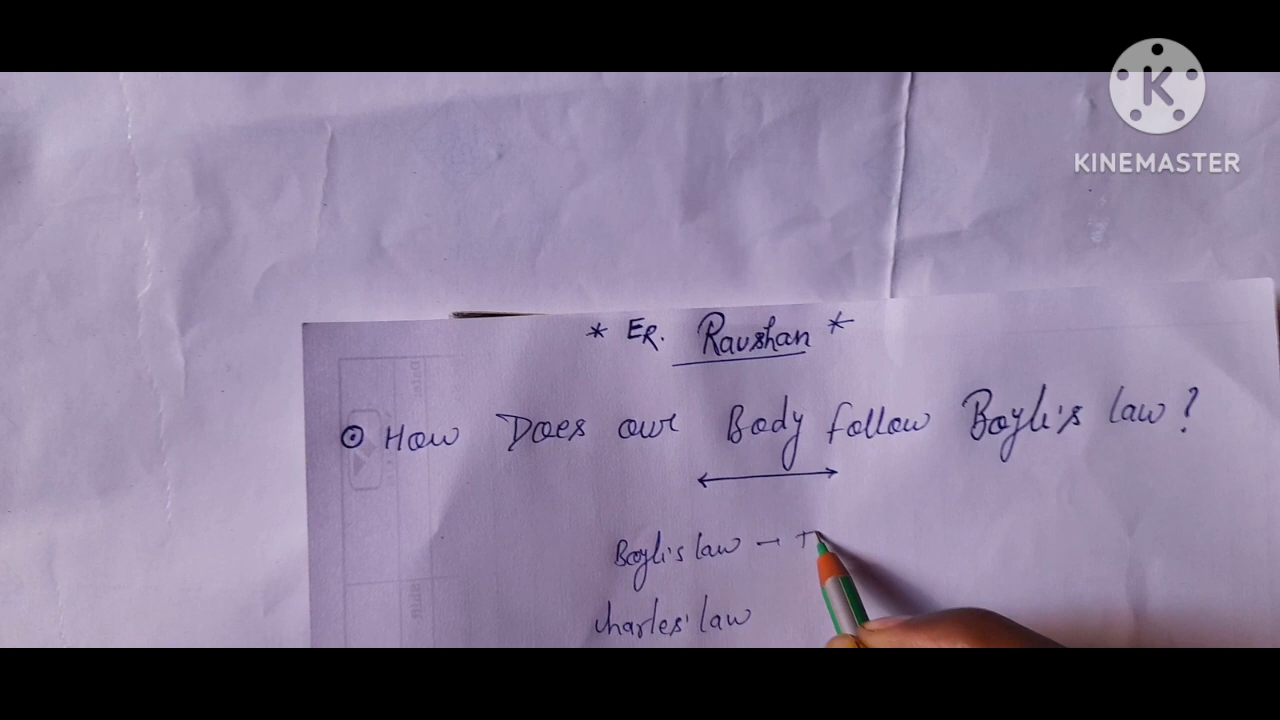 KINEMASTER
* ER. Raushan *
How Does our Body follow Boyle's law?
Boyle's law → T
Charles' law